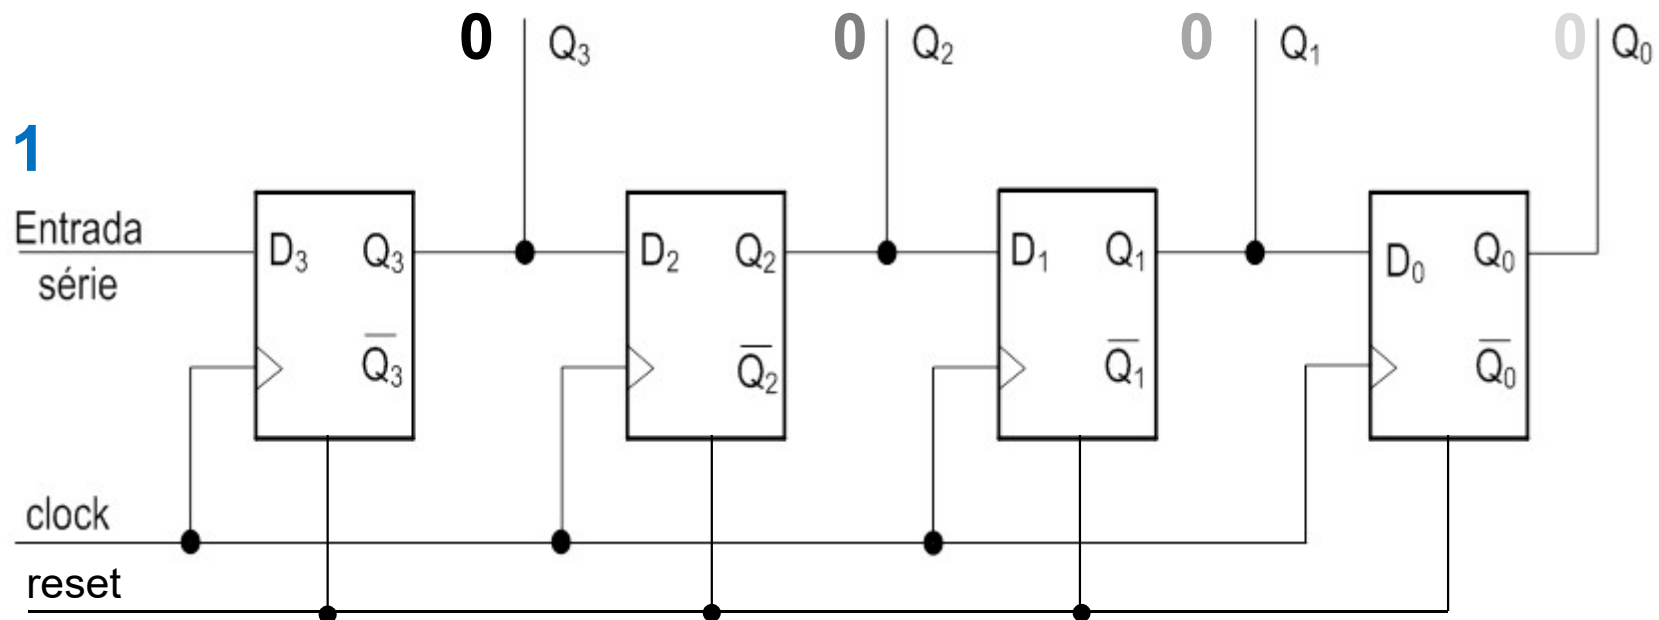 0 Q₃ 0 Q₂ 0 Q₁ 0 Q₀
1
Entrada
série
D₃ Q₃ D₂ Q₂ D₁ Q₁ D₀ Q₀
Q̅₃ Q̅₂ Q̅₁ Q̅₀
clock
reset